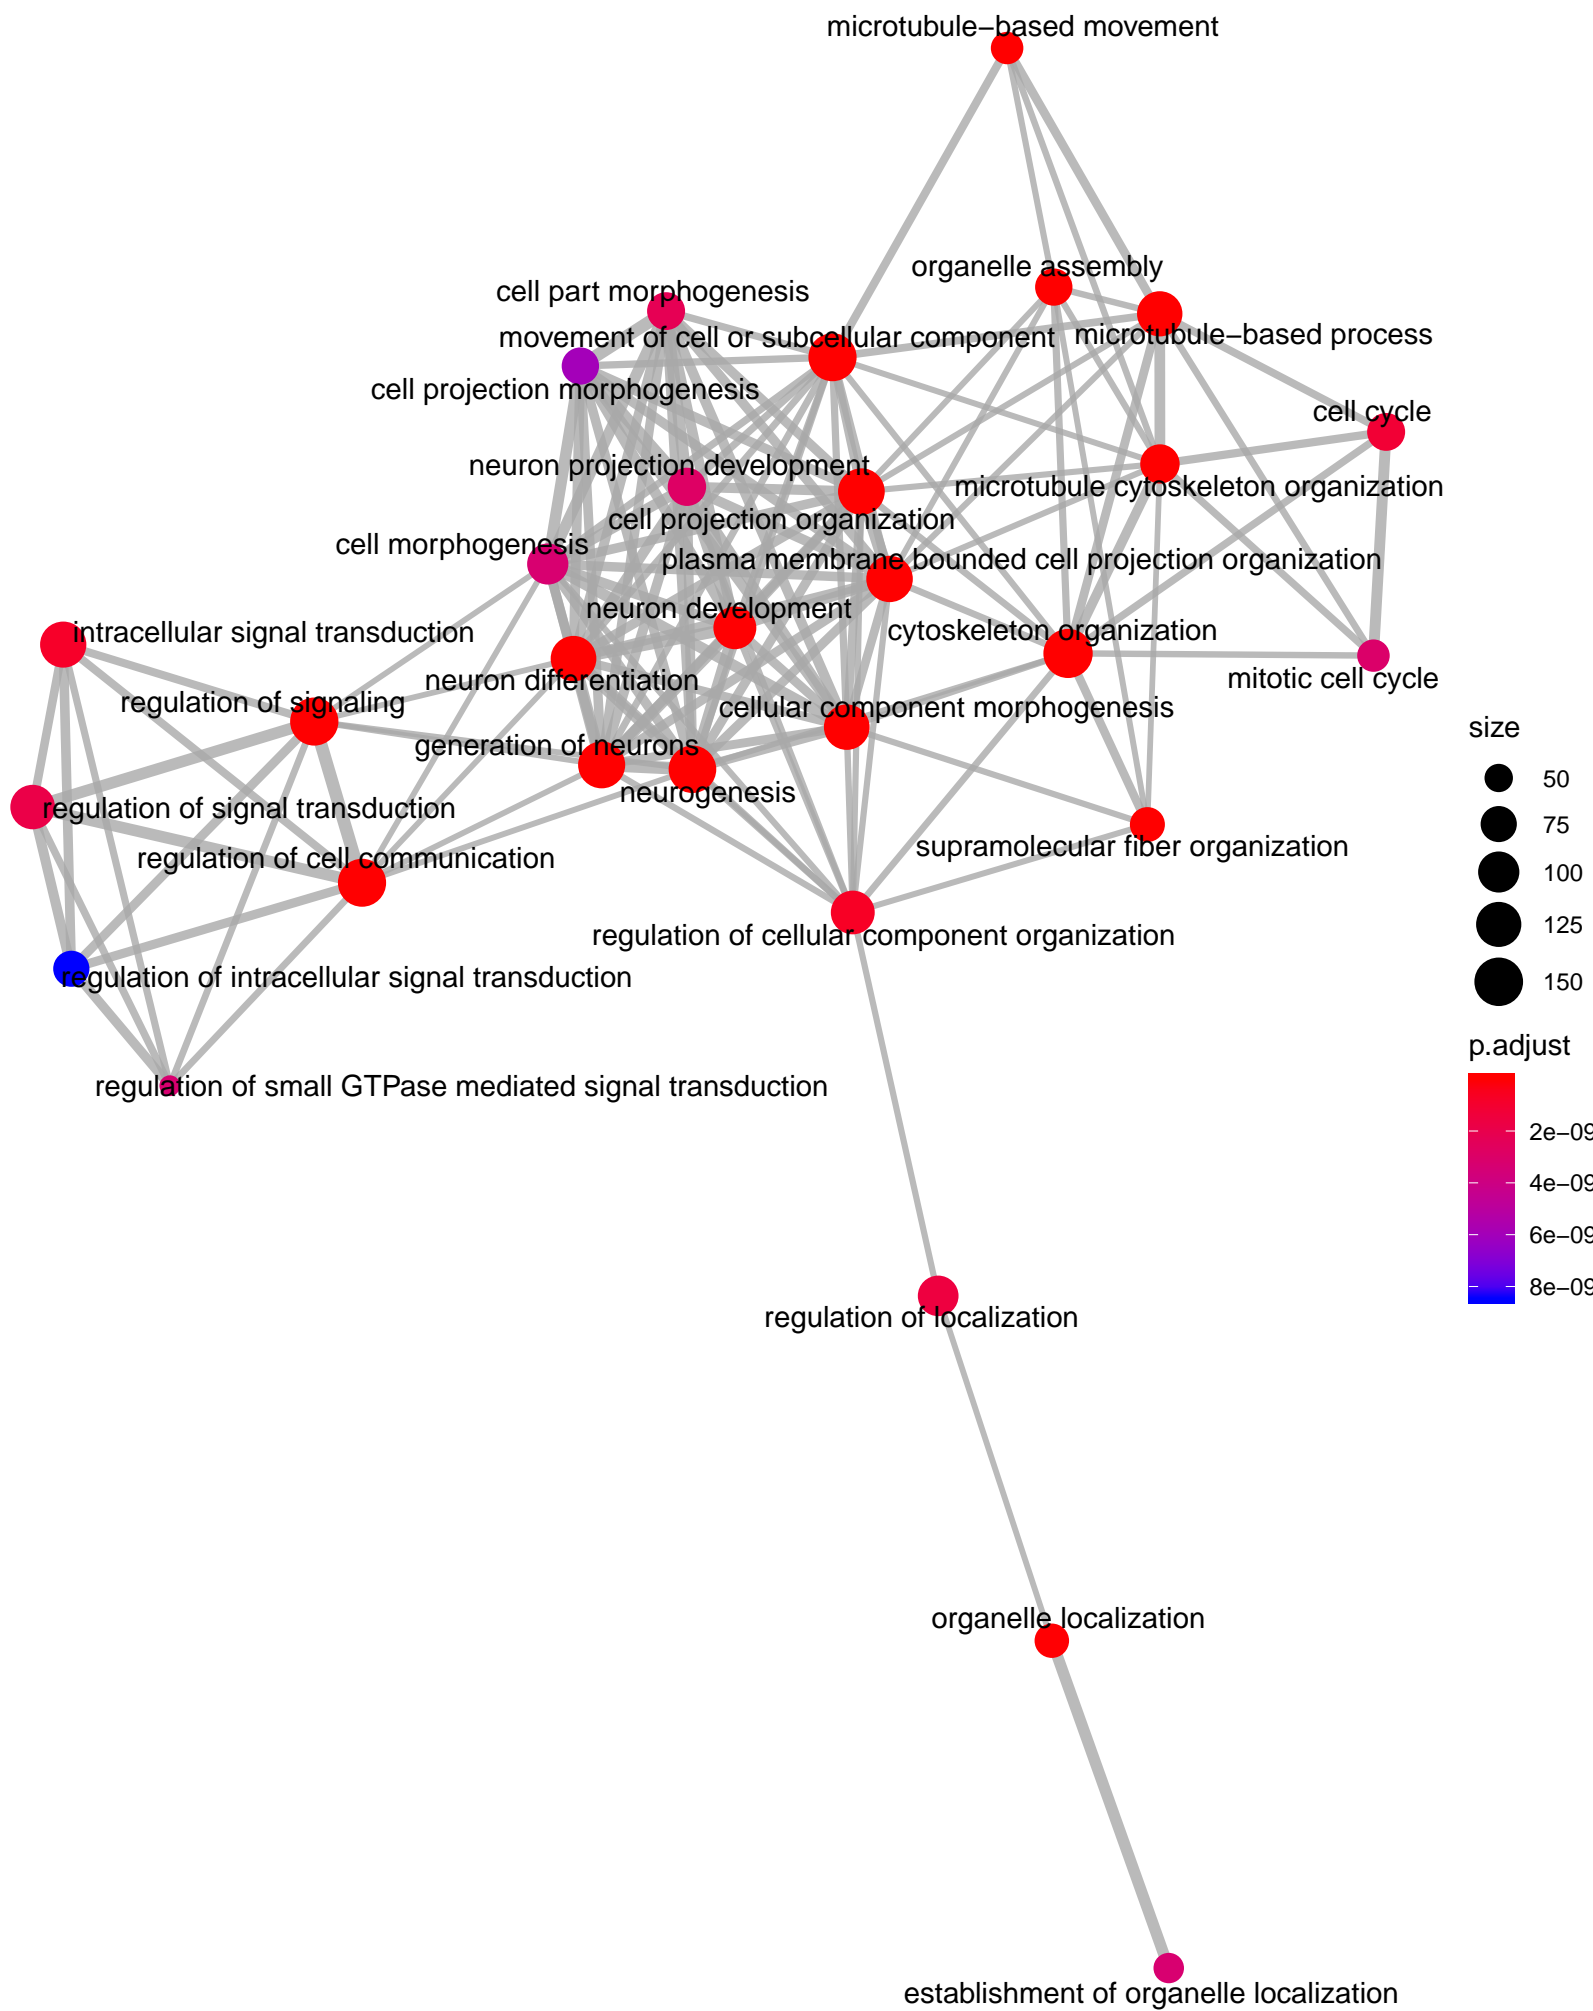 microtubule−based movement
organelle assembly
cell part morphogenesis
movement of cell or subcellular component
microtubule−based process
cell projection morphogenesis
cell cycle
neuron projection development
microtubule cytoskeleton organization
cell projection organization
cell morphogenesis
plasma membrane bounded cell projection organization
neuron development
intracellular signal transduction
cytoskeleton organization
neuron differentiation
mitotic cell cycle
regulation of signaling
cellular component morphogenesis
generation of neurons
neurogenesis
regulation of signal transduction
supramolecular fiber organization
regulation of cell communication
regulation of cellular component organization
regulation of intracellular signal transduction
regulation of small GTPase mediated signal transduction
regulation of localization
organelle localization
establishment of organelle localization
size
50
75
100
125
150
p.adjust
2e−09
4e−09
6e−09
8e−09